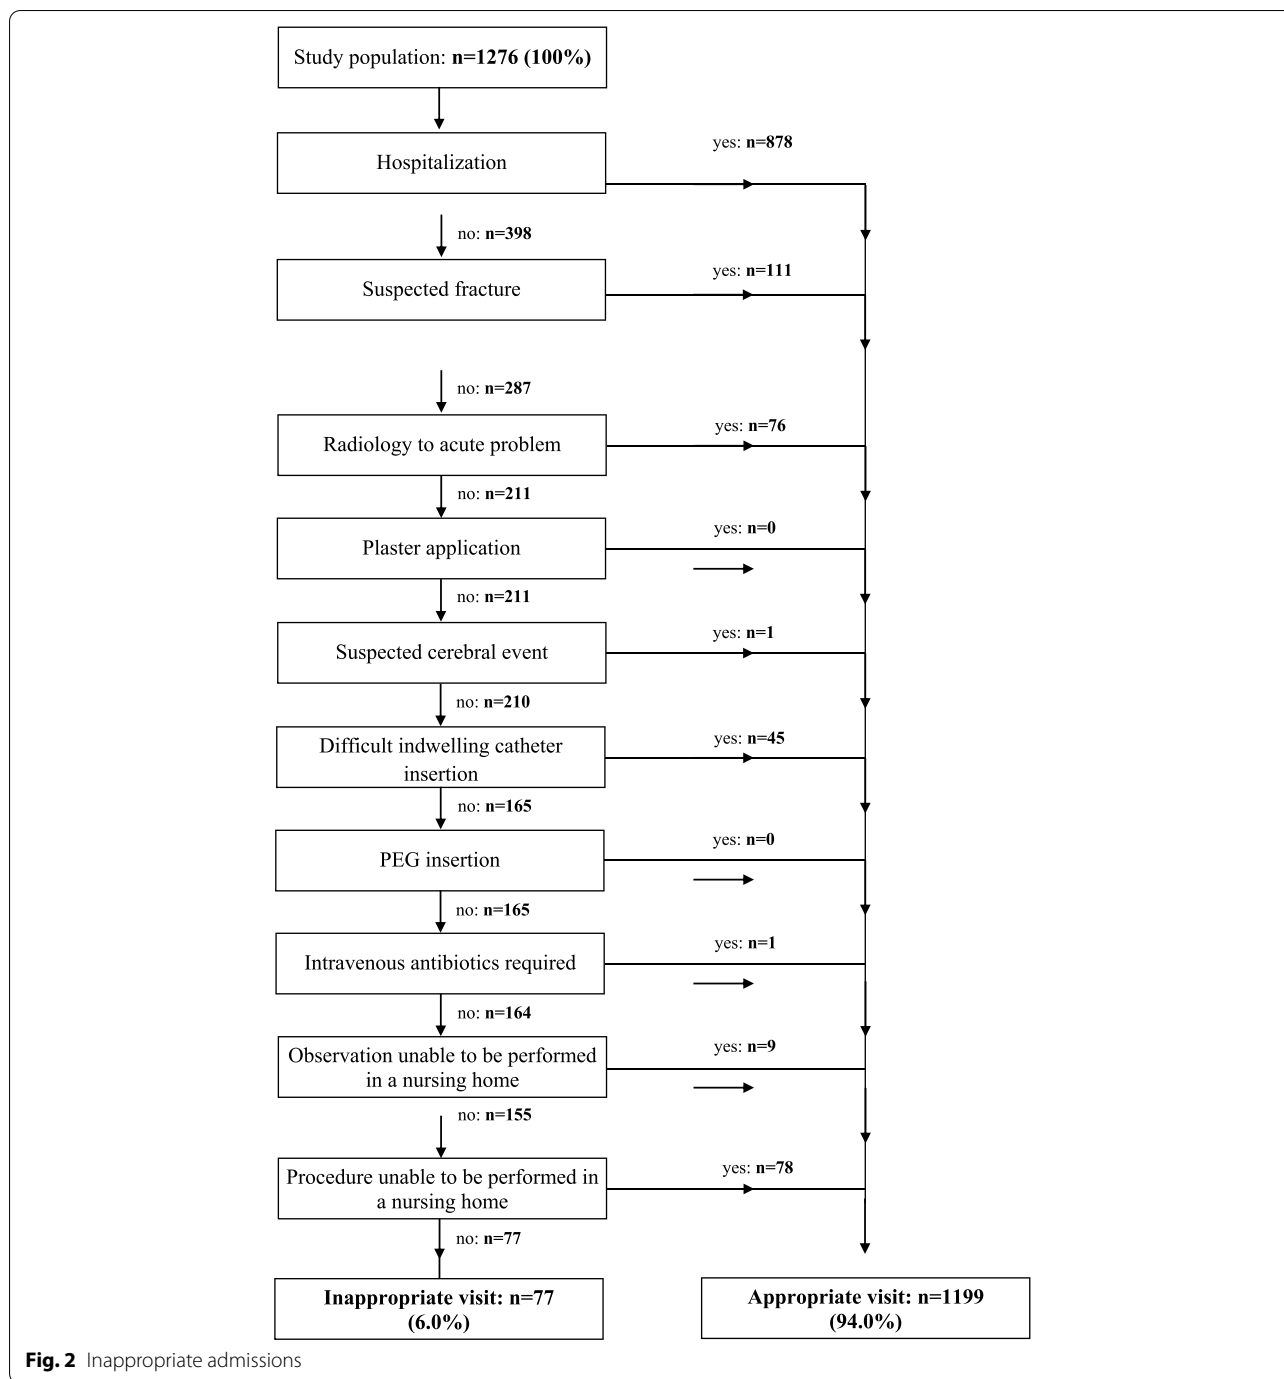 Study population: n=1276 (100%)
Hospitalization
yes: n=878
no: n=398
Suspected fracture
yes: n=111
no: n=287
Radiology to acute problem
yes: n=76
no: n=211
Plaster application
yes: n=0
no: n=211
Suspected cerebral event
yes: n=1
no: n=210
Difficult indwelling catheter
insertion
yes: n=45
no: n=165
PEG insertion
yes: n=0
no: n=165
Intravenous antibiotics required
yes: n=1
no: n=164
Observation unable to be performed
in a nursing home
yes: n=9
no: n=155
Procedure unable to be performed in
a nursing home
yes: n=78
no: n=77
Inappropriate visit: n=77
(6.0%)
Appropriate visit: n=1199
(94.0%)
Fig. 2 Inappropriate admissions